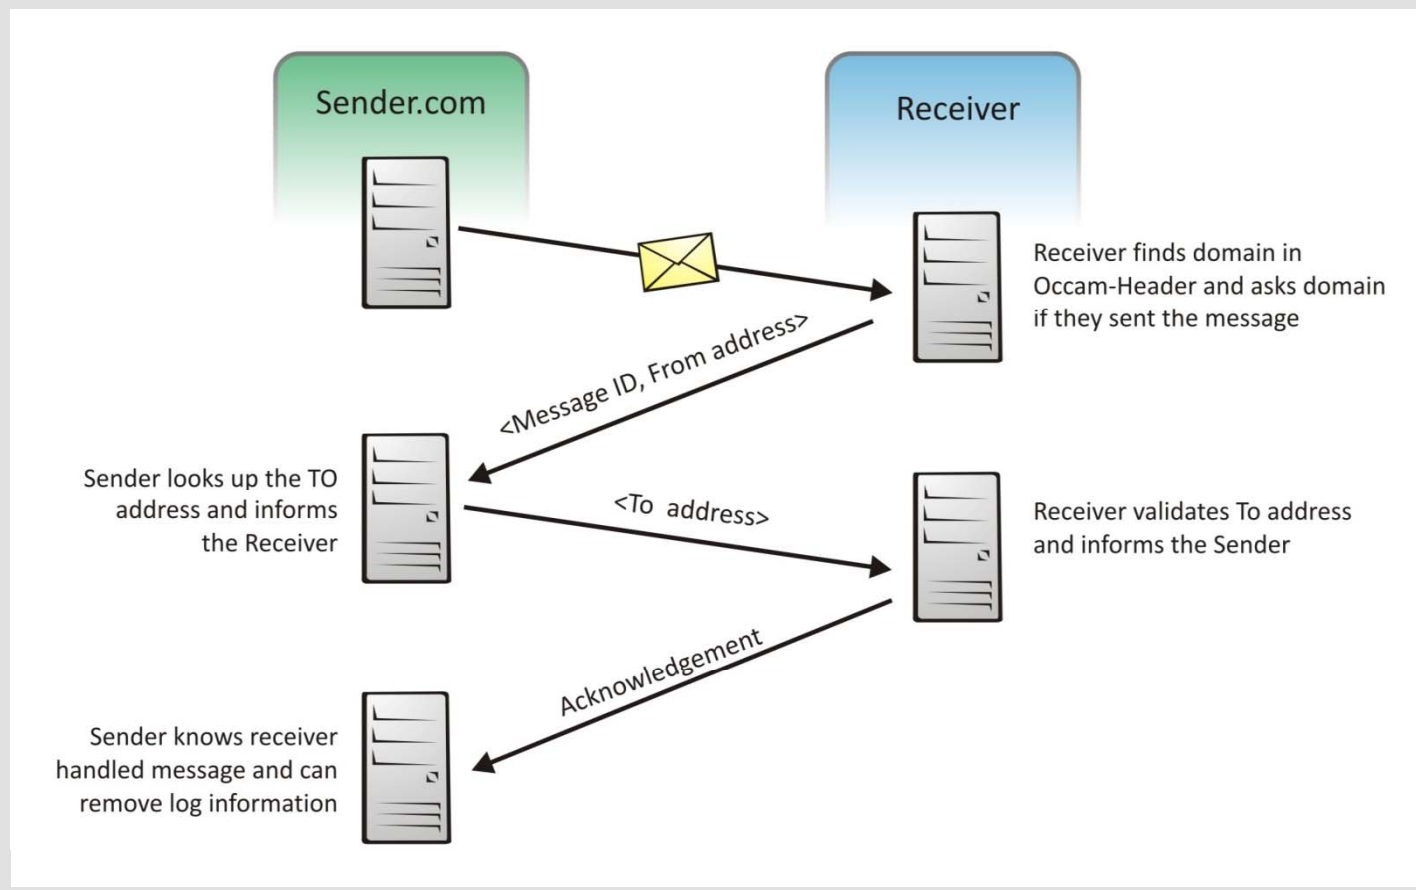 Sender.com
Receiver
Receiver finds domain in
Occam-Header and asks domain
if they sent the message
<Message ID, From address>
Sender looks up the TO
address and informs
the Receiver
<To address>
Receiver validates To address
and informs the Sender
Acknowledgement
Sender knows receiver
handled message and can
remove log information